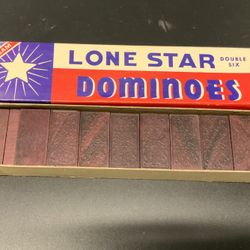 LONE STAR
DOUBLE
SIX
DOMINOES